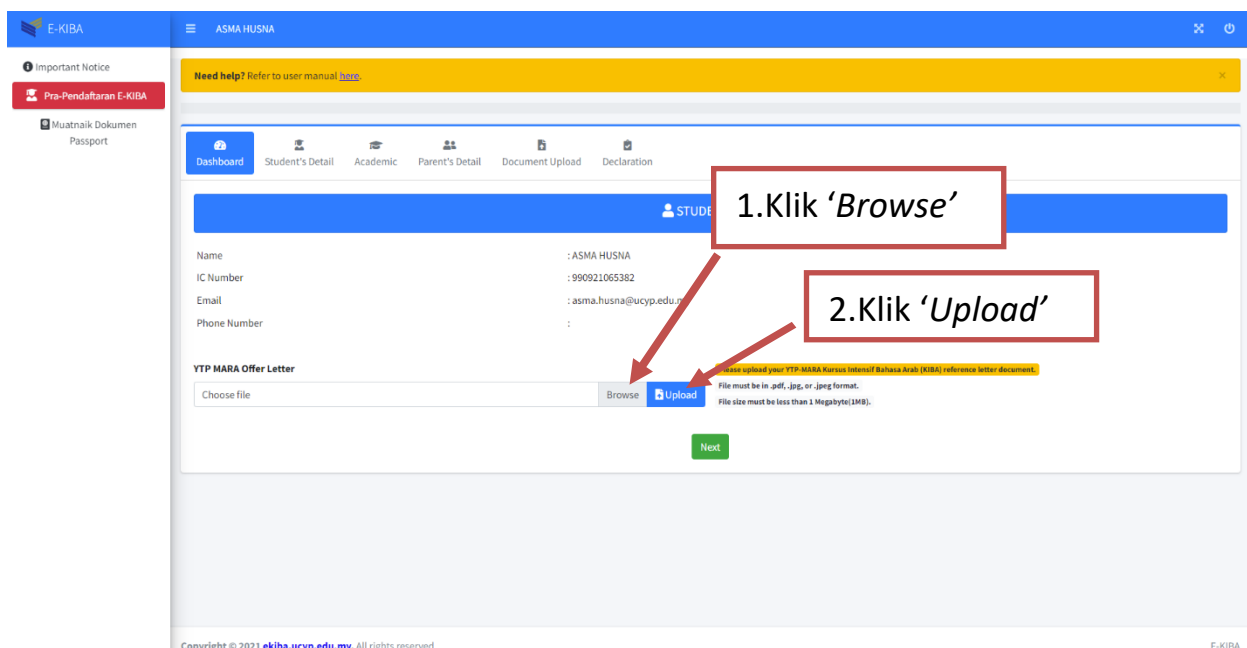 E-KIBA
ASMA HUSNA
Important Notice
Pra-Pendaftaran E-KIBA
Muatnaik Dokumen
Passport
Need help? Refer to user manual here.
Dashboard Student's Detail Academic Parent's Detail Document Upload Declaration
1.Klik ‘Browse’
Name : ASMA HUSNA
IC Number : 990921065382
Email : asma.husna@ucyp.edu.m
Phone Number :
2.Klik ‘Upload’
YTP MARA Offer Letter
Choose file Browse Upload
Please upload your YTP-MARA Kursus Intensif Bahasa Arab (KIBA) reference letter document.
File must be in .pdf, .jpg, or .jpeg format.
File size must be less than 1 Megabyte(1MB).
Next
Copyright © 2021 ekiba.ucyp.edu.my. All rights reserved
E-KIBA